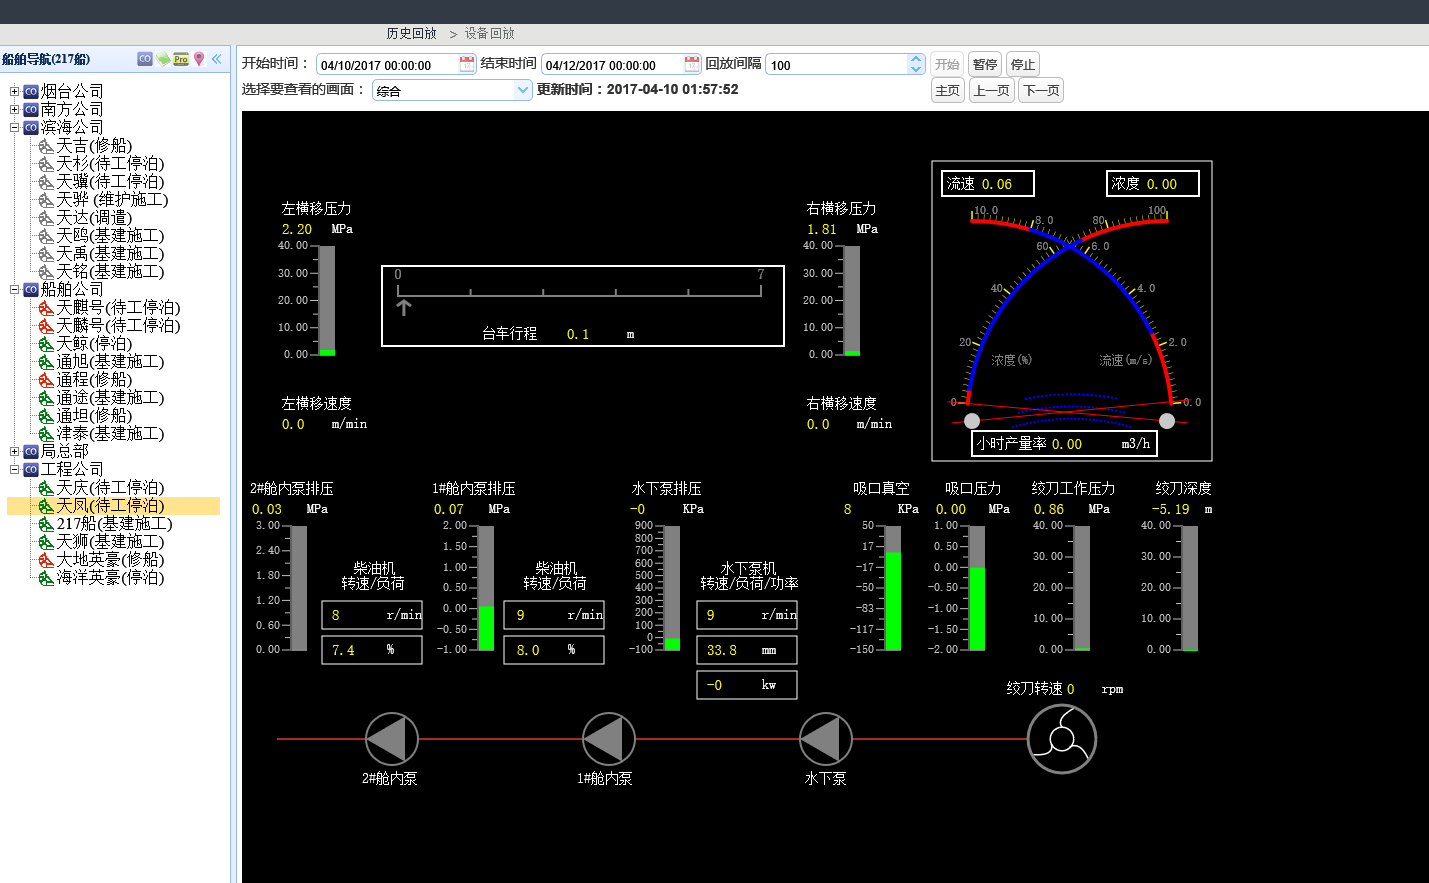 历史回放 > 设备回放
船舶导航(217船) CO Pro «
开始时间： 04/10/2017 00:00:00 结束时间 04/12/2017 00:00:00 回放间隔 100 开始 暂停 停止
选择要查看的画面： 综合 更新时间：2017-04-10 01:57:52 主页 上一页 下一页
CO 烟台公司
CO 南方公司
CO 滨海公司
天吉(修船)
天杉(待工停泊)
天骥(待工停泊)
天骅 (维护施工)
天达(调遣)
天鸥(基建施工)
天禹(基建施工)
天铭(基建施工)
CO 船舶公司
天麒号(待工停泊)
天麟号(待工停泊)
天鲸(停泊)
通旭(基建施工)
通程(修船)
通途(基建施工)
通坦(修船)
津泰(基建施工)
CO 局总部
CO 工程公司
天庆(待工停泊)
天凤(待工停泊)
217船(基建施工)
天狮(基建施工)
大地英豪(修船)
海洋英豪(停泊)
左横移压力
2.20 MPa
40.00
30.00
20.00
10.00
0.00
左横移速度
0.0 m/min
0 7
台车行程 0.1 m
右横移压力
1.81 MPa
40.00
30.00
20.00
10.00
0.00
右横移速度
0.0 m/min
流速 0.06 浓度 0.00
10.0 100
8.0 80
60 6.0
40 4.0
20 2.0
浓度(%) 流速(m/s)
0 0.0
小时产量率 0.00 m3/h
2#舱内泵排压
0.03 MPa
3.00
2.40
1.80
1.20
0.60
0.00
柴油机
转速/负荷
8 r/min
7.4 %
1#舱内泵排压
0.07 MPa
2.00
1.50
1.00
0.50
0.00
-0.50
-1.00
柴油机
转速/负荷
9 r/min
8.0 %
水下泵排压
-0 KPa
900
800
700
600
500
400
300
200
100
0
-100
水下泵机
转速/负荷/功率
9 r/min
33.8 mm
-0 kw
吸口真空
8 KPa
50
17
-17
-50
-83
-117
-150
吸口压力
0.00 MPa
1.00
0.50
0.00
-0.50
-1.00
-1.50
-2.00
绞刀工作压力
0.86 MPa
40.00
30.00
20.00
10.00
0.00
绞刀深度
-5.19 m
40.00
30.00
20.00
10.00
0.00
绞刀转速 0 rpm
2#舱内泵 1#舱内泵 水下泵